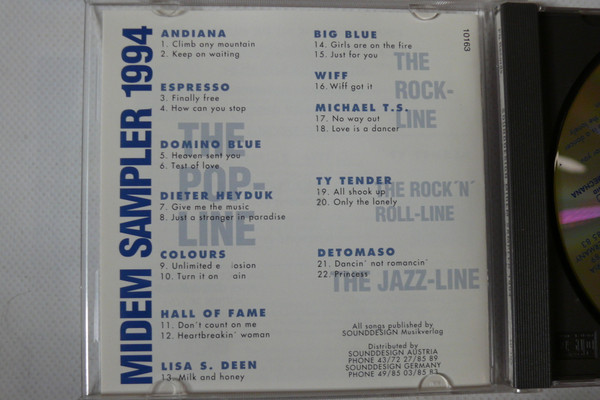 MIDEM SAMPLER 1994
ANDIANA
1. Climb any mountain
2. Keep on waiting
ESPRESSO
3. Finally free
4. How can you stop
DOMINO BLUE
5. Heaven sent you
6. Test of love
DIETER HEYDUK
7. Give me the music
8. Just a stranger in paradise
COLOURS
9. Unlimited
10. Turn it on
HALL OF FAME
11. Don't count on me
12. Heartbreakin' woman
LISA S. DEEN
13. Milk and honey
THE POP-LINE
BIG BLUE
14. Girls are on the fire
15. Just for you
WIFF
16. Wiff got it
MICHAEL T.S.
17. No way out
18. Love is a dancer
THE ROCK-LINE
TY TENDER
19. All shook up
20. Only the lonely
THE ROCK´N´ROLL-LINE
DETOMASO
21. Dancin' not romancin'
22. Princess
THE JAZZ-LINE
All songs published by
SOUNDDESIGN Musikverlag
Distributed by
SOUNDDESIGN AUSTRIA
PHONE 43/72 27/85 89
SOUNDDESIGN GERMANY
PHONE 49/85 03/85
10163